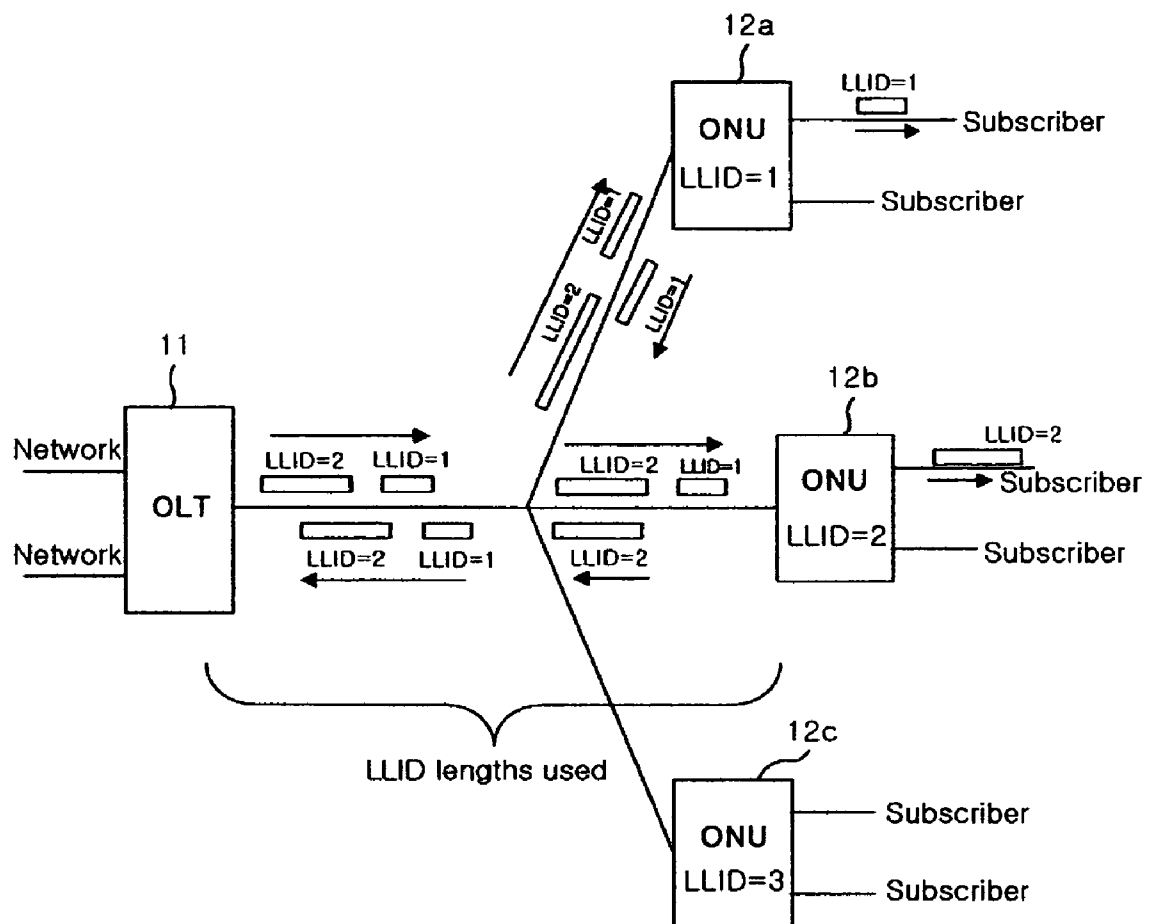 12a
LLID=1
Subscriber
ONU
LLID=1
Subscriber
LLID=1
LLID=2
LLID=1
11
12b
Network
OLT
Network
LLID=2
LLID=1
LLID=2
LLID=1
LLID=2
LLID=1
LLID=2
ONU
LLID=2
LLID=2
Subscriber
Subscriber
LLID lengths used
12c
ONU
LLID=3
Subscriber
Subscriber